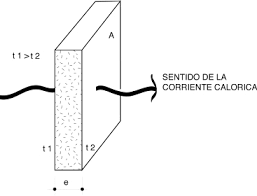 A
t 1 > t 2
SENTIDO DE LA
CORRIENTE CALORICA
t 1
t 2
e